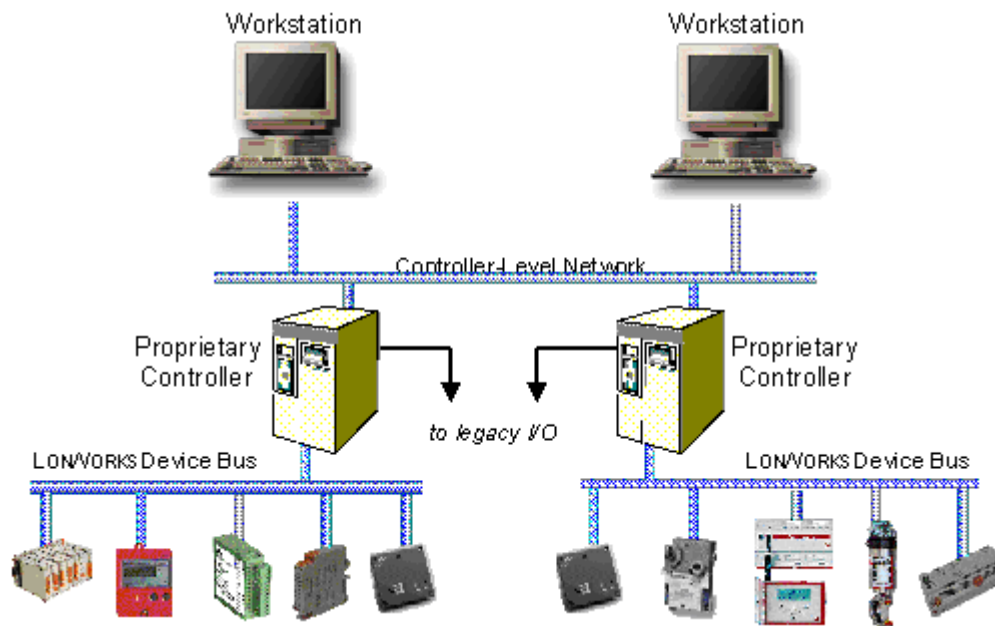 Workstation
Workstation
Controller-Level Network
Proprietary
Controller
Proprietary
Controller
to legacy I/O
LONWORKS Device Bus
LONWORKS Device Bus